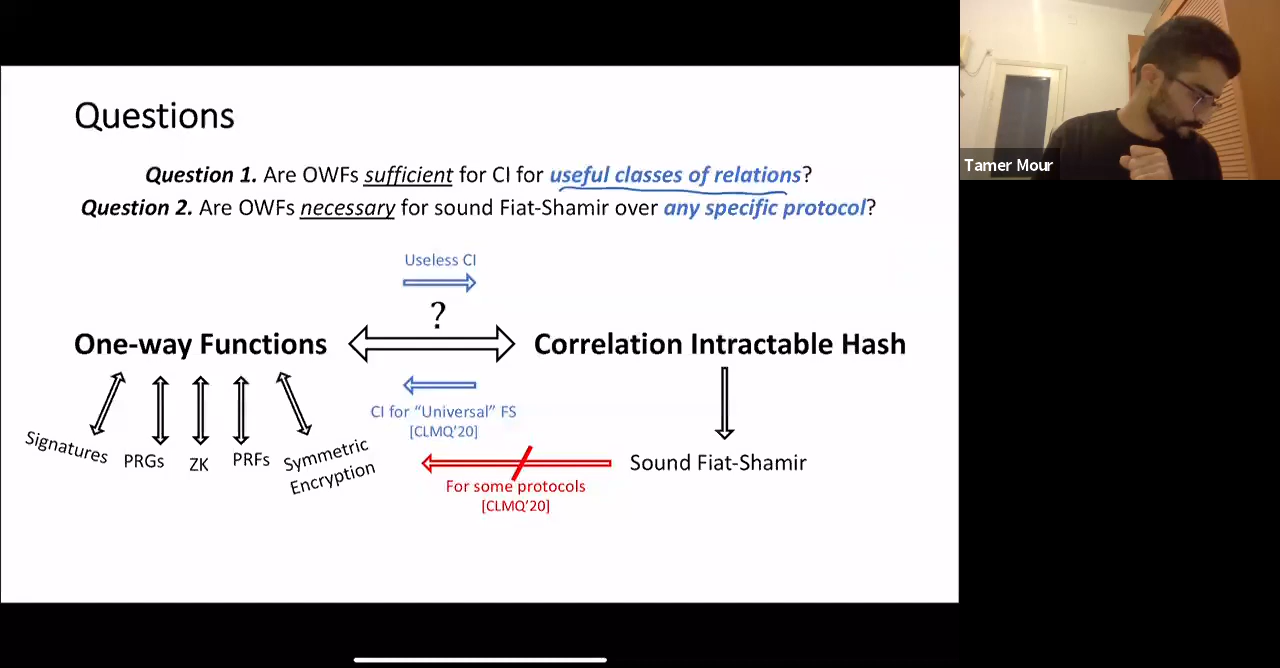 Questions
Question 1. Are OWFs sufficient for CI for useful classes of relations?
Question 2. Are OWFs necessary for sound Fiat-Shamir over any specific protocol?
Useless CI
?
One-way Functions
Correlation Intractable Hash
CI for “Universal” FS
[CLMQ’20]
Signatures
PRGs
ZK
PRFs
Symmetric
Encryption
Sound Fiat-Shamir
For some protocols
[CLMQ’20]
Tamer Mour